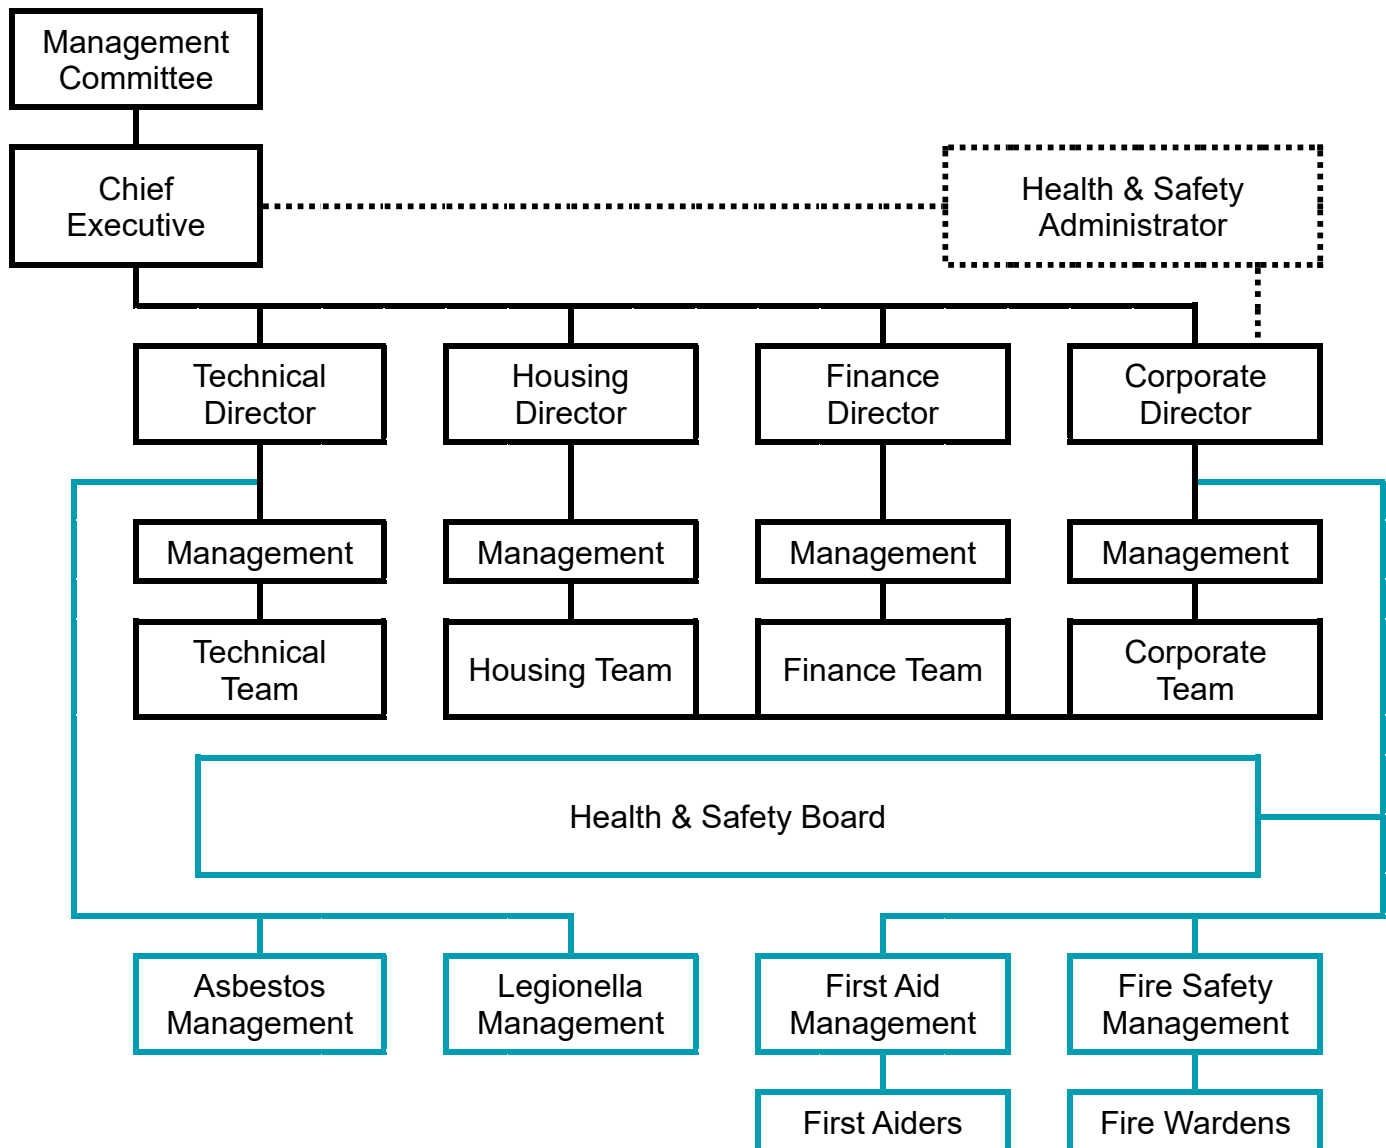 Management
Committee
Chief
Executive
Health & Safety
Administrator
Technical
Director
Housing
Director
Finance
Director
Corporate
Director
Management
Management
Management
Management
Technical
Team
Housing Team
Finance Team
Corporate
Team
Health & Safety Board
Asbestos
Management
Legionella
Management
First Aid
Management
Fire Safety
Management
First Aiders
Fire Wardens